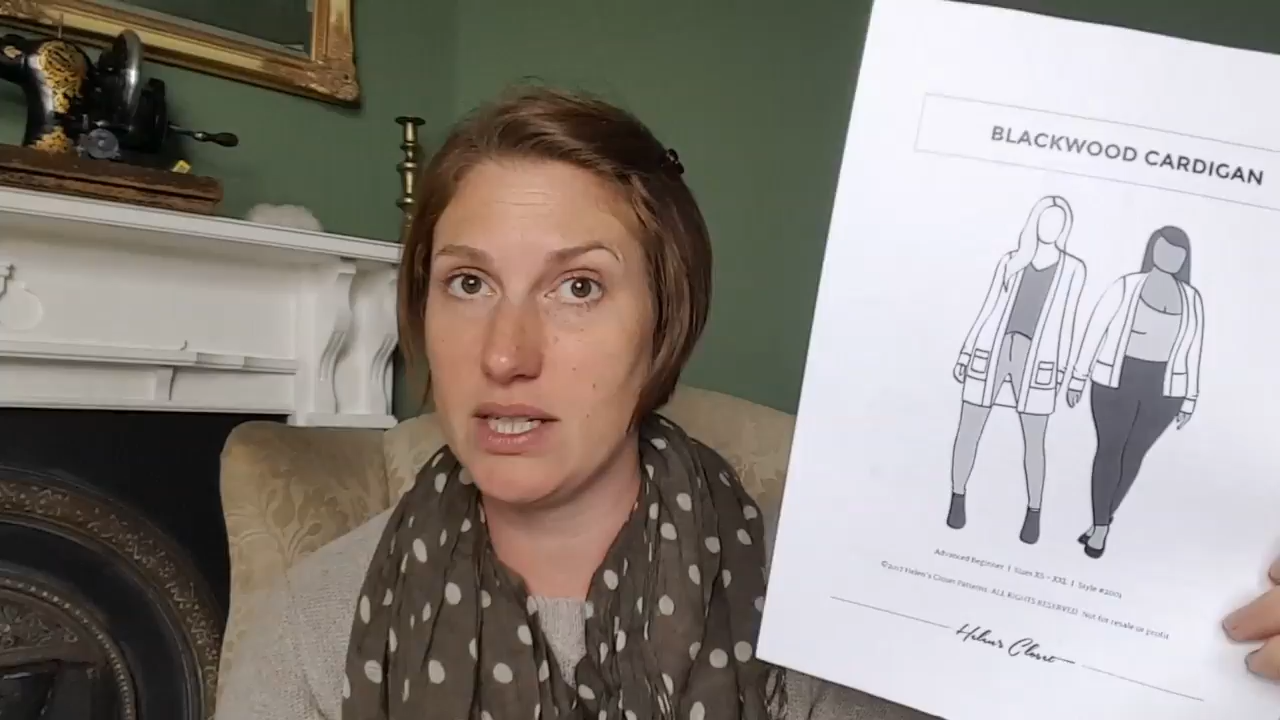 BLACKWOOD CARDIGAN
Advanced Beginner | Sizes XS - XXL | Style #2001
©2017 Helen's Closet Patterns. ALL RIGHTS RESERVED. Not for resale or profit
Helen's Closet